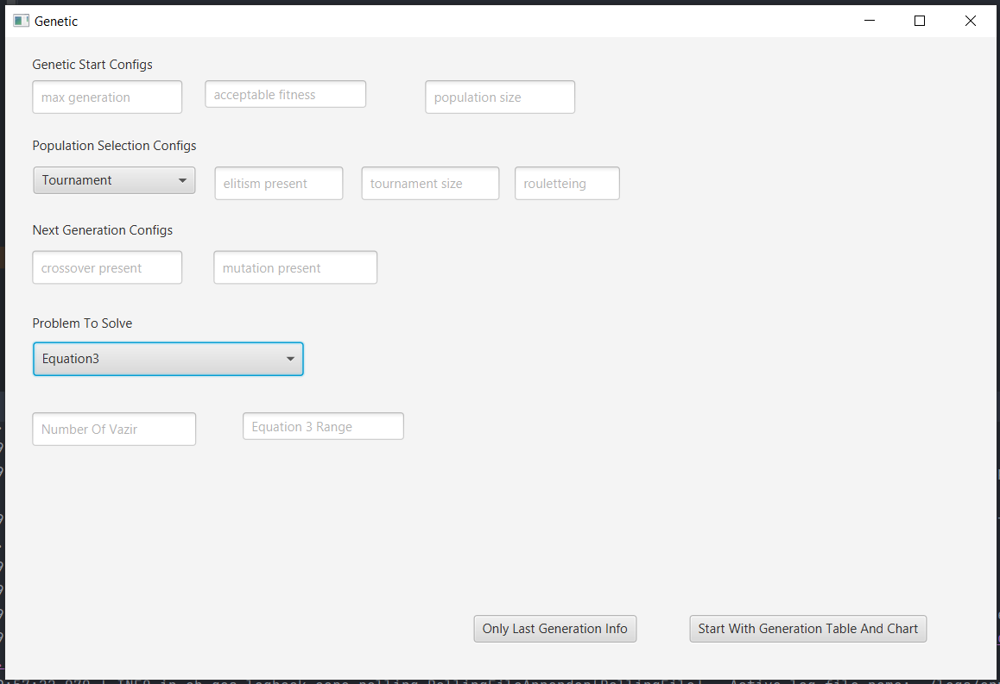 Genetic
Genetic Start Configs
max generation acceptable fitness population size
Population Selection Configs
Tournament elitism present tournament size rouletteing
Next Generation Configs
crossover present mutation present
Problem To Solve
Equation3
Number Of Vazir Equation 3 Range
Only Last Generation Info Start With Generation Table And Chart